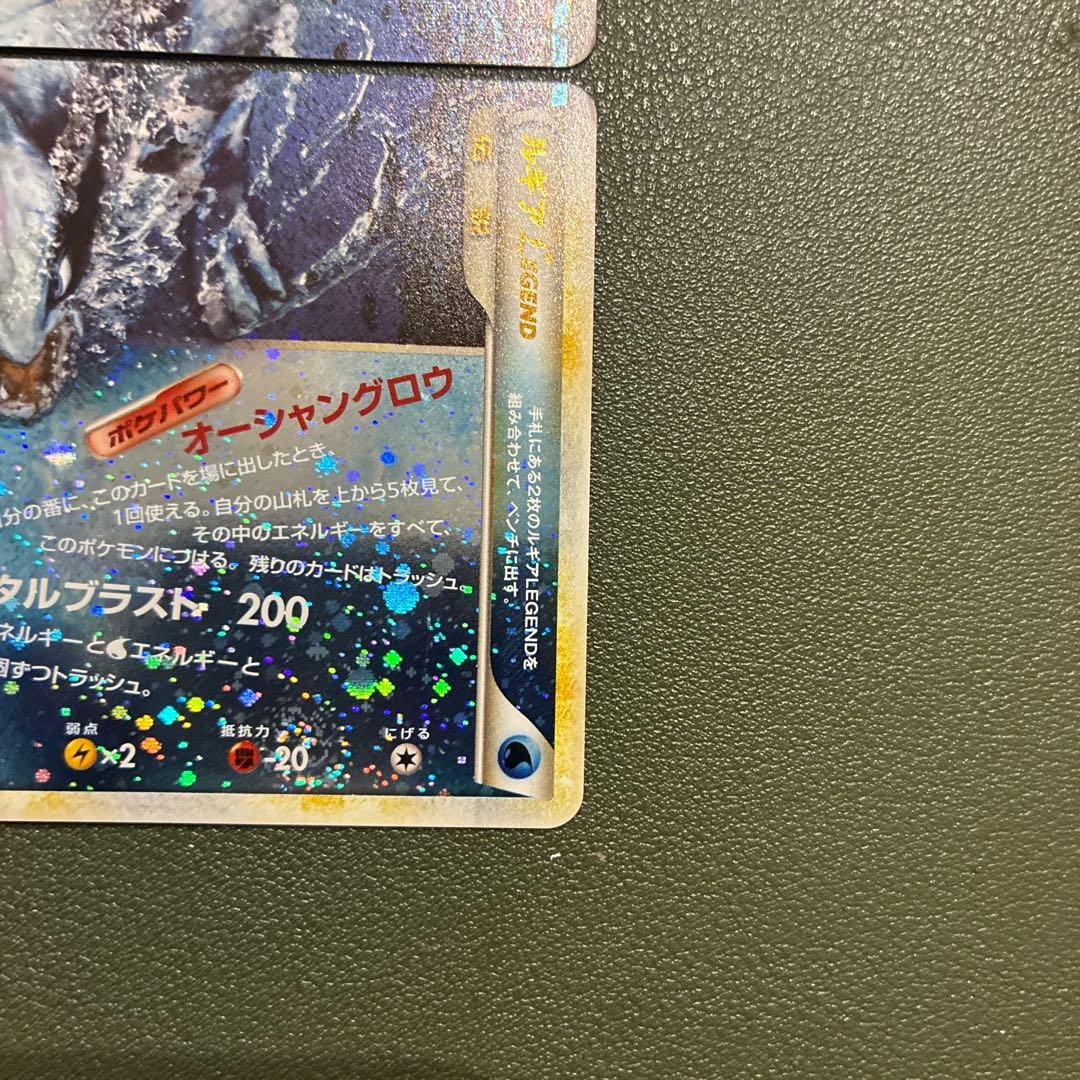 ルギア LEGEND
伝説
手札にある2枚のルギアLEGENDを
組み合わせて、ベンチに出す。
ポケパワー
オーシャングロウ
分の番に、このカードを場に出したとき、
1回使える。自分の山札を上から5枚見て、
その中のエネルギーをすべて、
このポケモンにつける。残りのカードはトラッシュ。
タルブラスト 200
ネルギーとエネルギーと
個ずつトラッシュ。
弱点 抵抗力 にげる
×2 -20